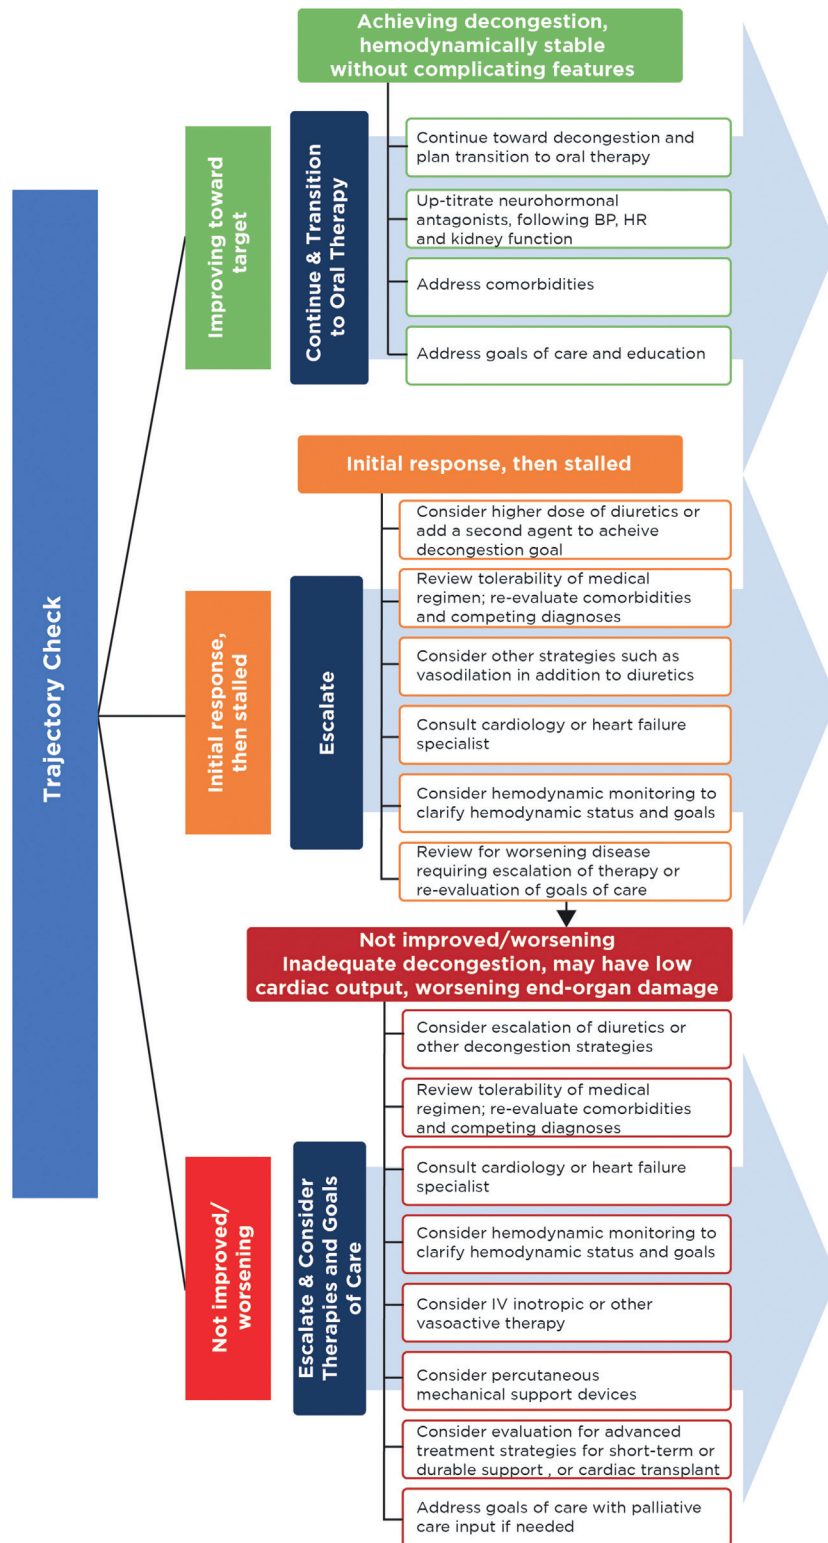 Trajectory Check
Improving toward
target
Continue & Transition
to Oral Therapy
Achieving decongestion,
hemodynamically stable
without complicating features
Continue toward decongestion and
plan transition to oral therapy
Up-titrate neurohormonal
antagonists, following BP, HR
and kidney function
Address comorbidities
Address goals of care and education
Initial response,
then stalled
Escalate
Initial response, then stalled
Consider higher dose of diuretics or
add a second agent to acheive
decongestion goal
Review tolerability of medical
regimen; re-evaluate comorbidities
and competing diagnoses
Consider other strategies such as
vasodilation in addition to diuretics
Consult cardiology or heart failure
specialist
Consider hemodynamic monitoring to
clarify hemodynamic status and goals
Review for worsening disease
requiring escalation of therapy or
re-evaluation of goals of care
Not improved/
worsening
Escalate & Consider
Therapies and Goals
of Care
Not improved/worsening
Inadequate decongestion, may have low
cardiac output, worsening end-organ damage
Consider escalation of diuretics or
other decongestion strategies
Review tolerability of medical
regimen; re-evaluate comorbidities
and competing diagnoses
Consult cardiology or heart failure
specialist
Consider hemodynamic monitoring to
clarify hemodynamic status and goals
Consider IV inotropic or other
vasoactive therapy
Consider percutaneous
mechanical support devices
Consider evaluation for advanced
treatment strategies for short-term or
durable support , or cardiac transplant
Address goals of care with palliative
care input if needed